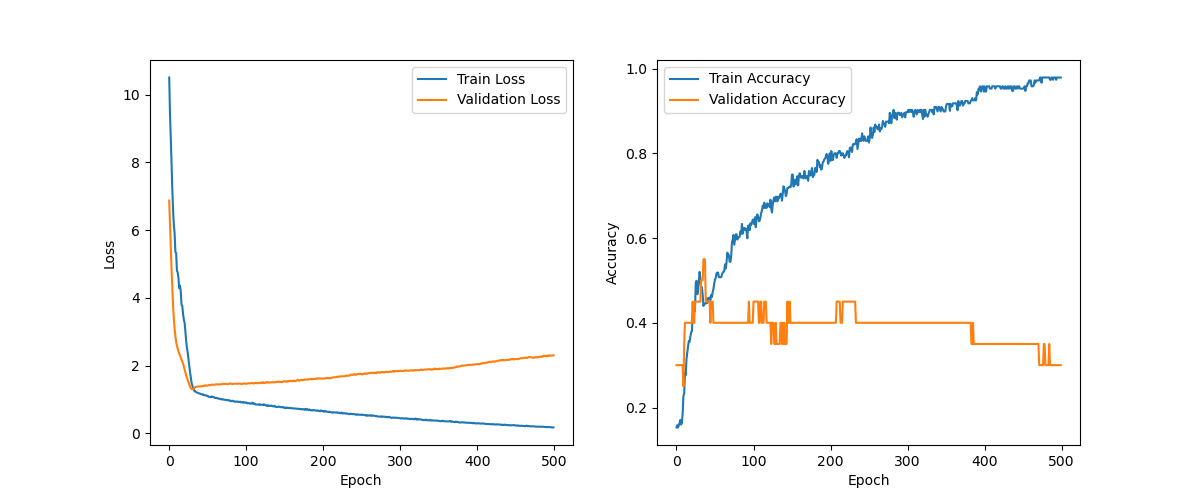 Train Loss
Validation Loss
10
8
6
4
2
0
Loss
0 100 200 300 400 500
Epoch
Train Accuracy
Validation Accuracy
1.0
0.8
0.6
0.4
0.2
Accuracy
0 100 200 300 400 500
Epoch